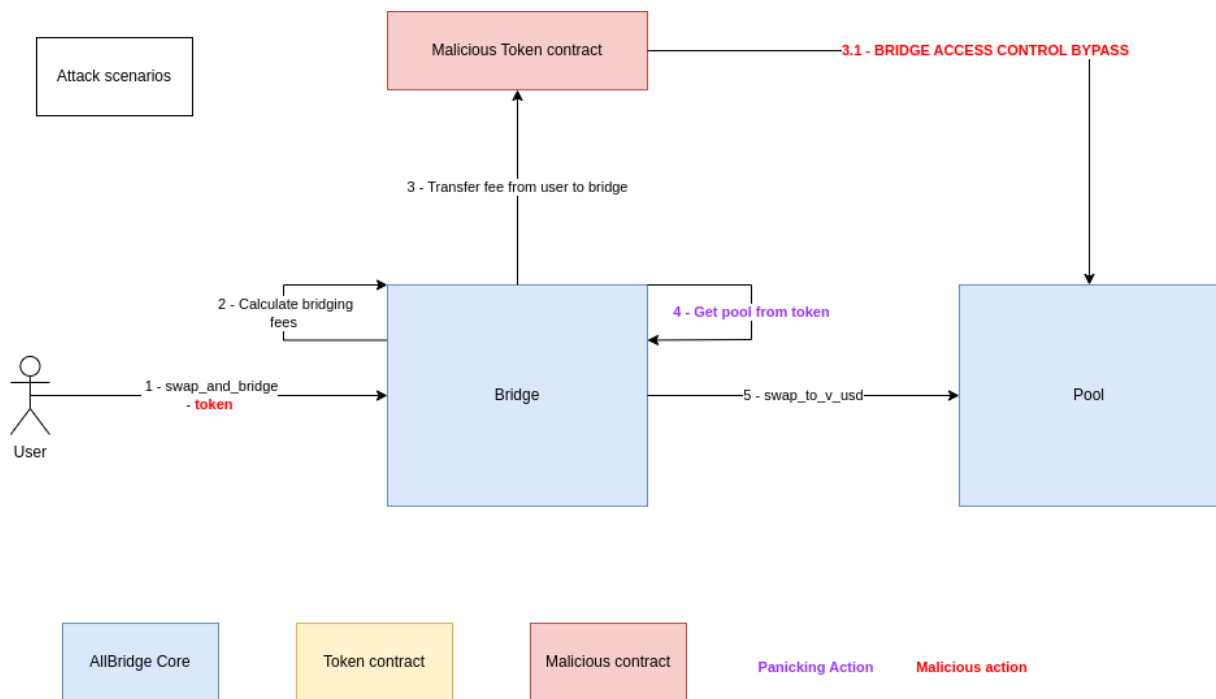 Malicious Token contract
3.1 - BRIDGE ACCESS CONTROL BYPASS
Attack scenarios
3 - Transfer fee from user to bridge
2 - Calculate bridging
fees
4 - Get pool from token
1 - swap_and_bridge
- token
Bridge
5 - swap_to_v_usd
Pool
User
AllBridge Core
Token contract
Malicious contract
Panicking Action
Malicious action